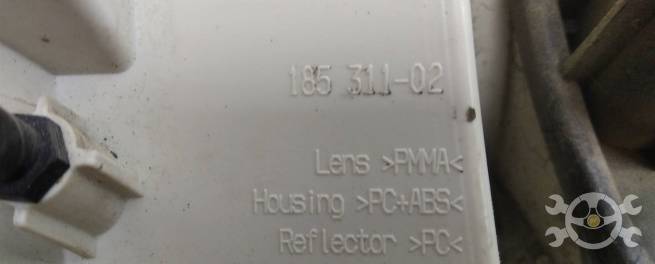 185 311-02
Lens >PMMA<
Housing >PC+ABS<
Reflector >PC<